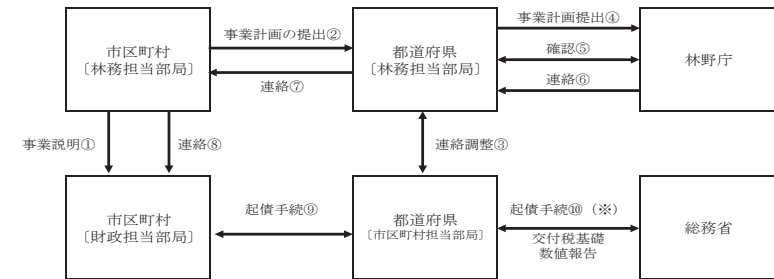 事業計画の提出②
事業計画提出④
市区町村
〔林務担当部局〕
都道府県
〔林務担当部局〕
確認⑤
林野庁
連絡⑦
連絡⑥
事業説明①
連絡⑧
連絡調整③
市区町村
〔財政担当部局〕
起債手続⑨
都道府県
［市区町村担当部局］
起債手続⑩（※）
交付税基礎
数値報告
総務省